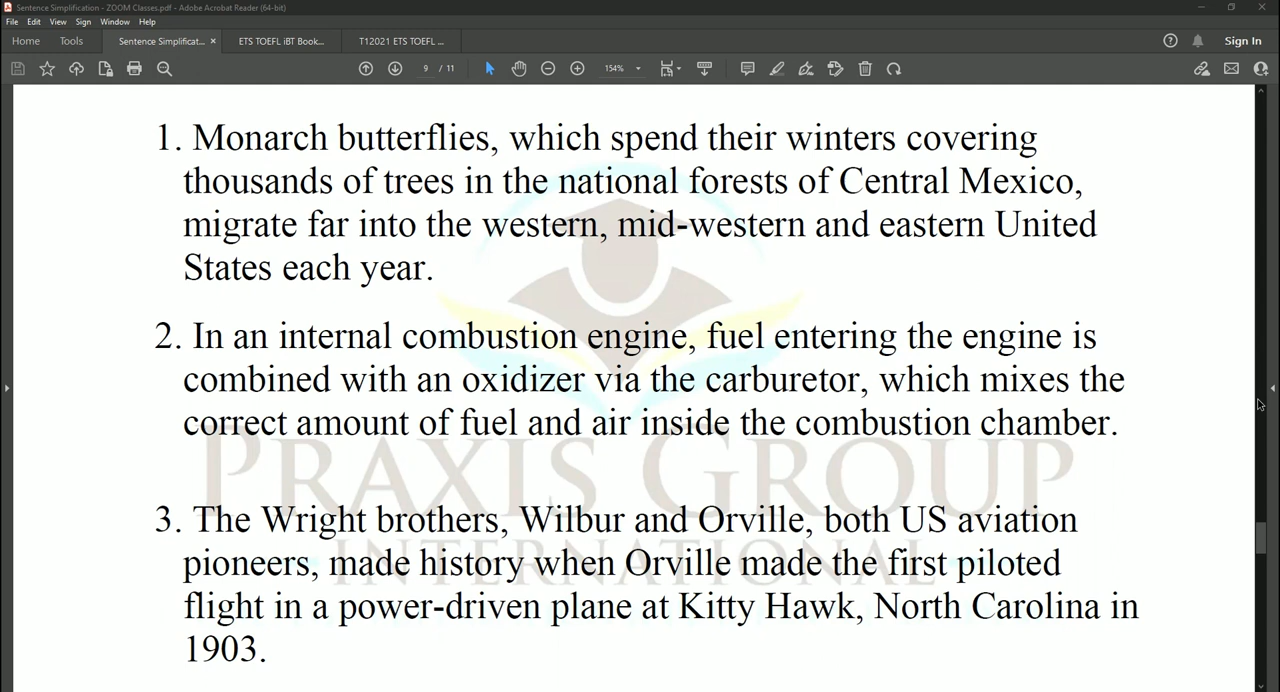 Sentence Simplification - ZOOM Classes.pdf - Adobe Acrobat Reader (64-bit)
File Edit View Sign Window Help
Home Tools Sentence Simplificat... × ETS TOEFL iBT Book... T12021 ETS TOEFL ... Sign In
9 / 11 154%
1. Monarch butterflies, which spend their winters covering
thousands of trees in the national forests of Central Mexico,
migrate far into the western, mid-western and eastern United
States each year.
2. In an internal combustion engine, fuel entering the engine is
combined with an oxidizer via the carburetor, which mixes the
correct amount of fuel and air inside the combustion chamber.
PRAXIS GROUP
3. The Wright brothers, Wilbur and Orville, both US aviation
pioneers, made history when Orville made the first piloted
INTERNATIONAL
flight in a power-driven plane at Kitty Hawk, North Carolina in
1903.